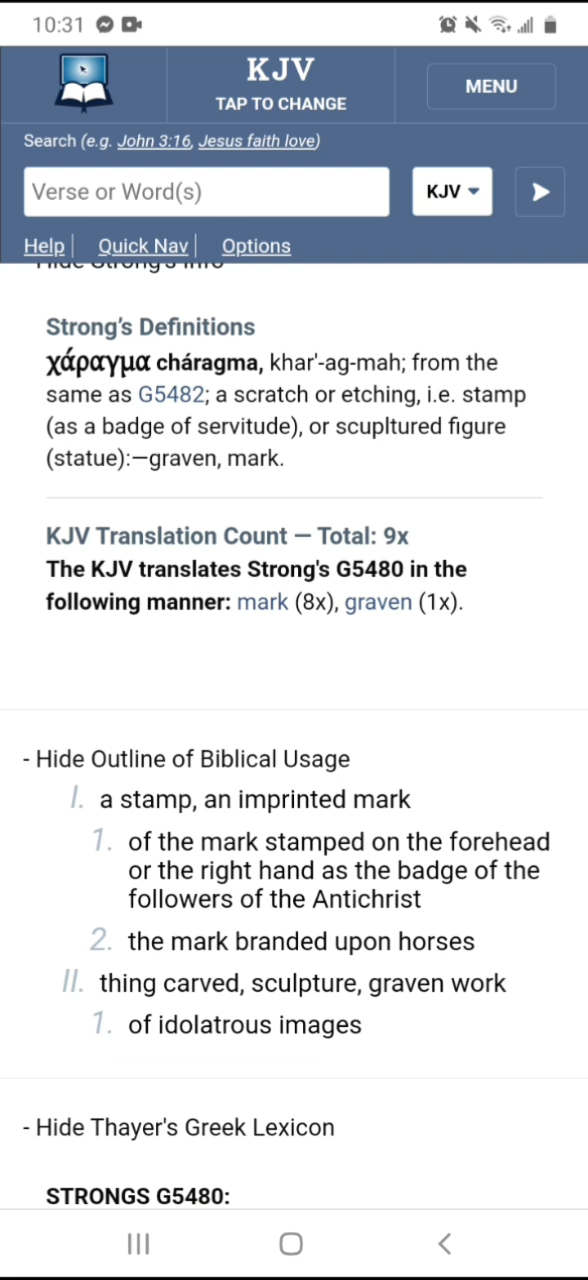 10:31
KJV
TAP TO CHANGE
MENU
Search (e.g. John 3:16, Jesus faith love)
Verse or Word(s)
KJV
Help | Quick Nav | Options
Hide Strong's Info
Strong's Definitions
χάραγμα cháragma, khar'-ag-mah; from the
same as G5482; a scratch or etching, i.e. stamp
(as a badge of servitude), or scupltured figure
(statue):—graven, mark.
KJV Translation Count — Total: 9x
The KJV translates Strong's G5480 in the
following manner: mark (8x), graven (1x).
- Hide Outline of Biblical Usage
I. a stamp, an imprinted mark
1. of the mark stamped on the forehead
or the right hand as the badge of the
followers of the Antichrist
2. the mark branded upon horses
II. thing carved, sculpture, graven work
1. of idolatrous images
- Hide Thayer's Greek Lexicon
STRONGS G5480: